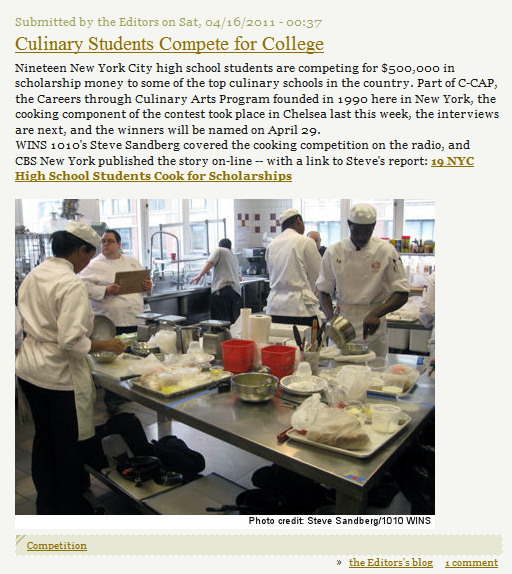 Submitted by the Editors on Sat, 04/16/2011 - 00:37
Culinary Students Compete for College
Nineteen New York City high school students are competing for $500,000 in
scholarship money to some of the top culinary schools in the country. Part of C-CAP,
the Careers through Culinary Arts Program founded in 1990 here in New York, the
cooking component of the contest took place in Chelsea last this week, the interviews
are next, and the winners will be named on April 29.
WINS 1010's Steve Sandberg covered the cooking competition on the radio, and
CBS New York published the story on-line -- with a link to Steve's report: 19 NYC
High School Students Cook for Scholarships
Photo credit: Steve Sandberg/1010 WINS
Competition
» the Editors's blog 1 comment